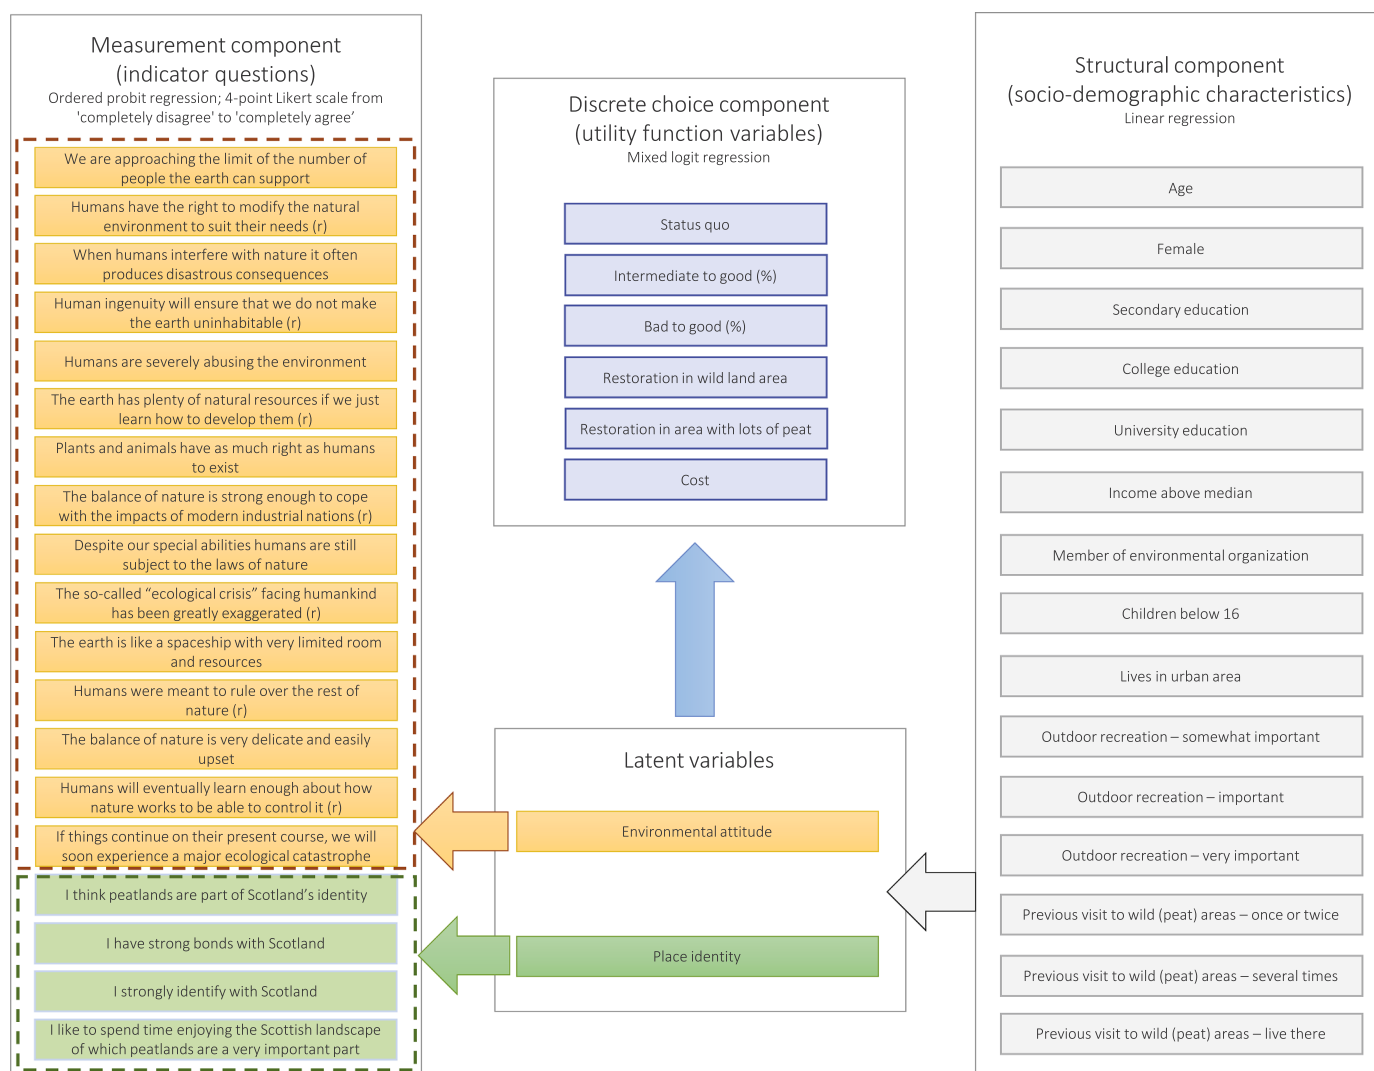 Measurement component
(indicator questions)
Ordered probit regression; 4-point Likert scale from
'completely disagree' to 'completely agree’
We are approaching the limit of the number of
people the earth can support
Humans have the right to modify the natural
environment to suit their needs (r)
When humans interfere with nature it often
produces disastrous consequences
Human ingenuity will ensure that we do not make
the earth uninhabitable (r)
Humans are severely abusing the environment
The earth has plenty of natural resources if we just
learn how to develop them (r)
Plants and animals have as much right as humans
to exist
The balance of nature is strong enough to cope
with the impacts of modern industrial nations (r)
Despite our special abilities humans are still
subject to the laws of nature
The so-called “ecological crisis” facing humankind
has been greatly exaggerated (r)
The earth is like a spaceship with very limited room
and resources
Humans were meant to rule over the rest of
nature (r)
The balance of nature is very delicate and easily
upset
Humans will eventually learn enough about how
nature works to be able to control it (r)
If things continue on their present course, we will
soon experience a major ecological catastrophe
I think peatlands are part of Scotland’s identity
I have strong bonds with Scotland
I strongly identify with Scotland
I like to spend time enjoying the Scottish landscape
of which peatlands are a very important part
Discrete choice component
(utility function variables)
Mixed logit regression
Status quo
Intermediate to good (%)
Bad to good (%)
Restoration in wild land area
Restoration in area with lots of peat
Cost
Latent variables
Environmental attitude
Place identity
Structural component
(socio-demographic characteristics)
Linear regression
Age
Female
Secondary education
College education
University education
Income above median
Member of environmental organization
Children below 16
Lives in urban area
Outdoor recreation – somewhat important
Outdoor recreation – important
Outdoor recreation – very important
Previous visit to wild (peat) areas – once or twice
Previous visit to wild (peat) areas – several times
Previous visit to wild (peat) areas – live there